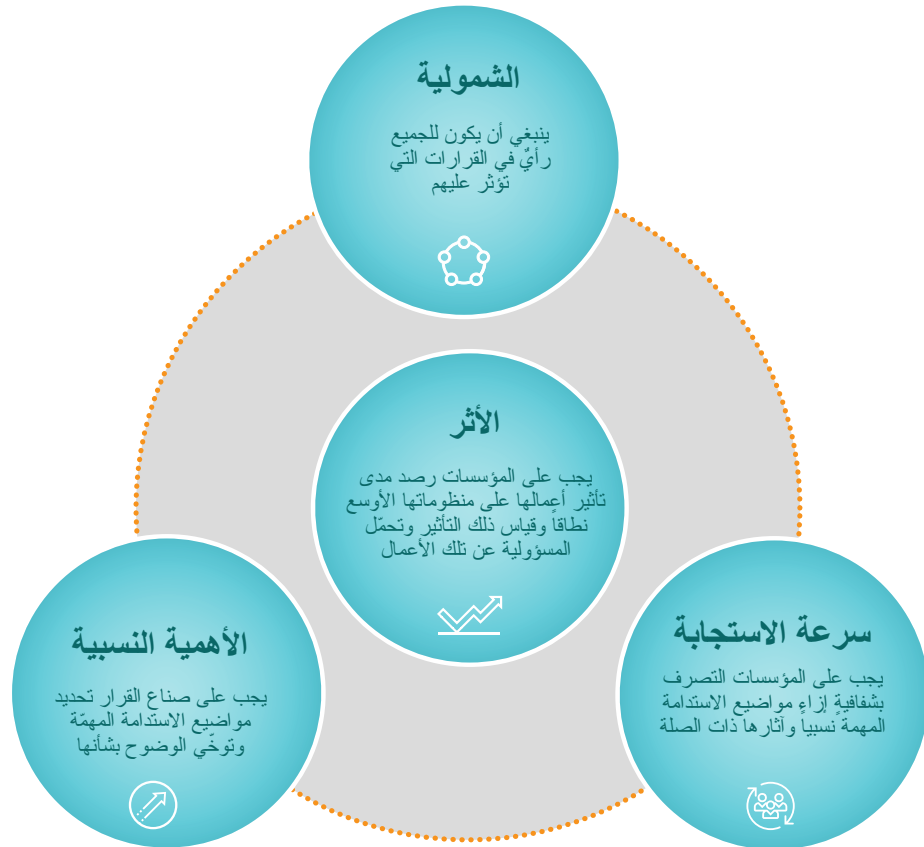 الشمولية
ينبغي أن يكون للجميع
رأيٌ في القرارات التي
تؤثر عليهم
الأثر
يجب على المؤسسات رصد مدى
تأثير أعمالها على منظوماتها الأوسع
نطاقاً وقياس ذلك التأثير وتحمّل
المسؤولية عن تلك الأعمال
سرعة الاستجابة
يجب على المؤسسات التصرف
بشفافيةٍ إزاءِ مواضيع الاستدامة
المهمة نسبياً وآثارها ذات الصلة
الأهمية النسبية
يجب على صناع القرار تحديد
مواضيع الاستدامة المهمّة
وتوخّي الوضوح بشأنها